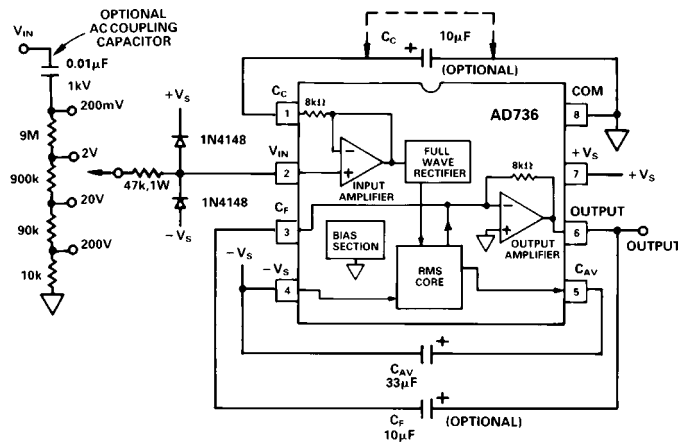 OPTIONAL
AC COUPLING
CAPACITOR
VIN
0.01µF
1kV
200mV
9M
2V
900k
20V
90k
200V
10k
47k, 1W
+VS
1N4148
1N4148
−VS
CC
+
10µF
(OPTIONAL)
CC
1
8kΩ
AD736
COM
8
VIN
2
−
+
INPUT
AMPLIFIER
FULL
WAVE
RECTIFIER
+VS
7
+VS
8kΩ
CF
3
BIAS
SECTION
−
+
OUTPUT
AMPLIFIER
OUTPUT
6
OUTPUT
−VS
−VS
4
RMS
CORE
CAV
5
+
CAV
33µF
+
CF
10µF
(OPTIONAL)